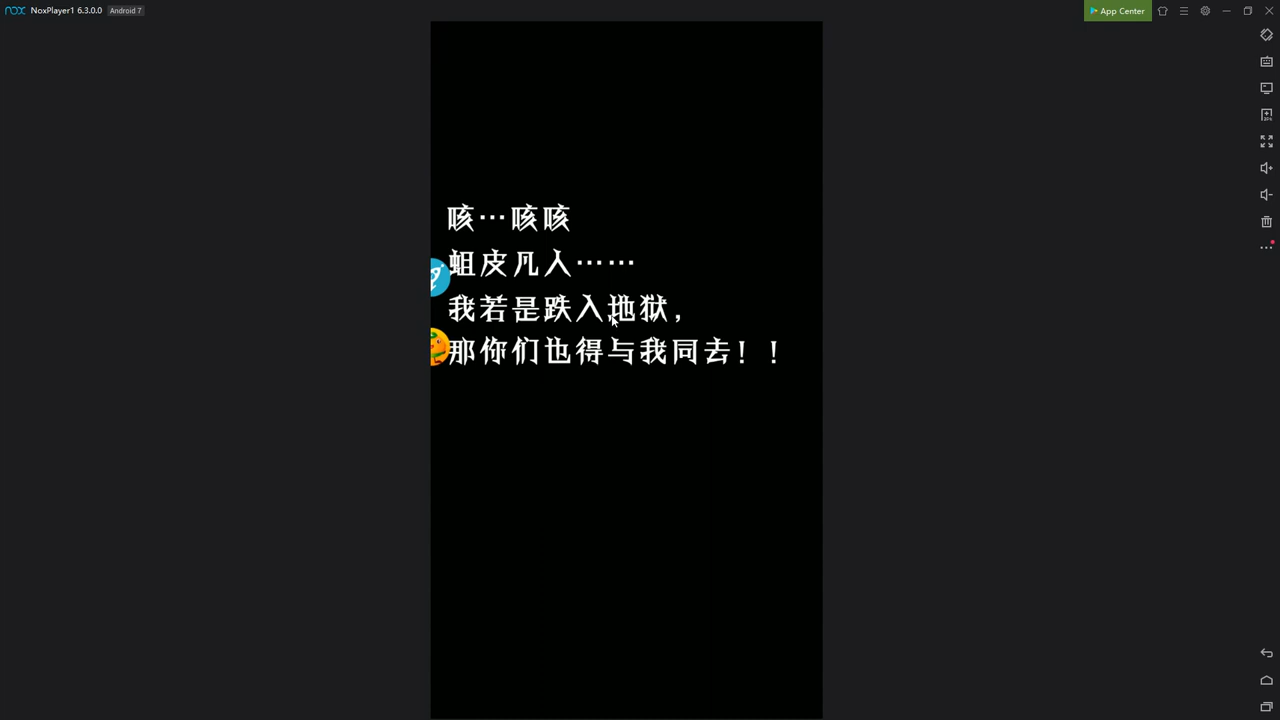 NOX NoxPlayer1 6.3.0.0 Android 7
App Center
咳…咳咳
蛆皮凡人……
我若是跌入地狱，
那你们也得与我同去！！